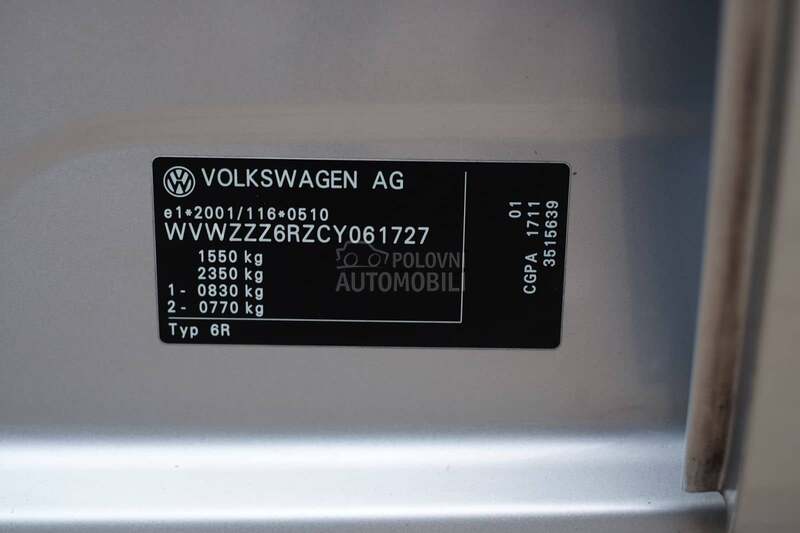 VOLKSWAGEN AG
e1*2001/116*0510
WVWZZZ6RZCY061727
1550 kg
2350 kg
1 - 0830 kg
2 - 0770 kg
Typ 6R
01
CGPA 1711
3515639
POLOVNI
AUTOMOBILI